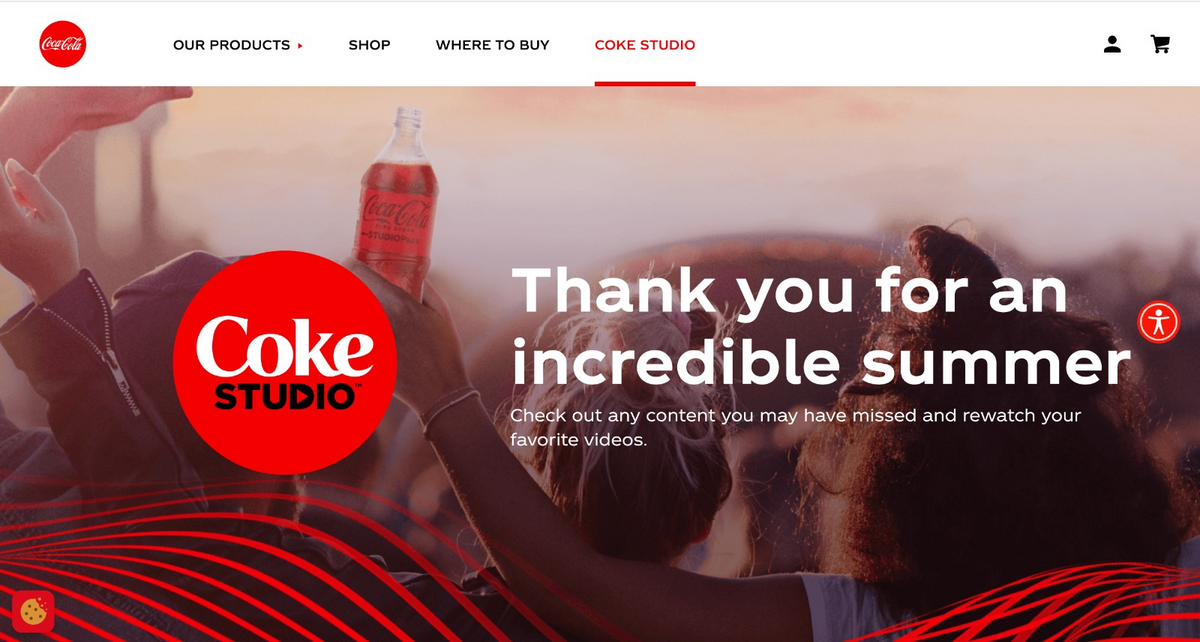 Coca-Cola
OUR PRODUCTS
SHOP
WHERE TO BUY
COKE STUDIO
Coca-Cola
Coke
STUDIO™
Thank you for an
incredible summer
Check out any content you may have missed and rewatch your
favorite videos.